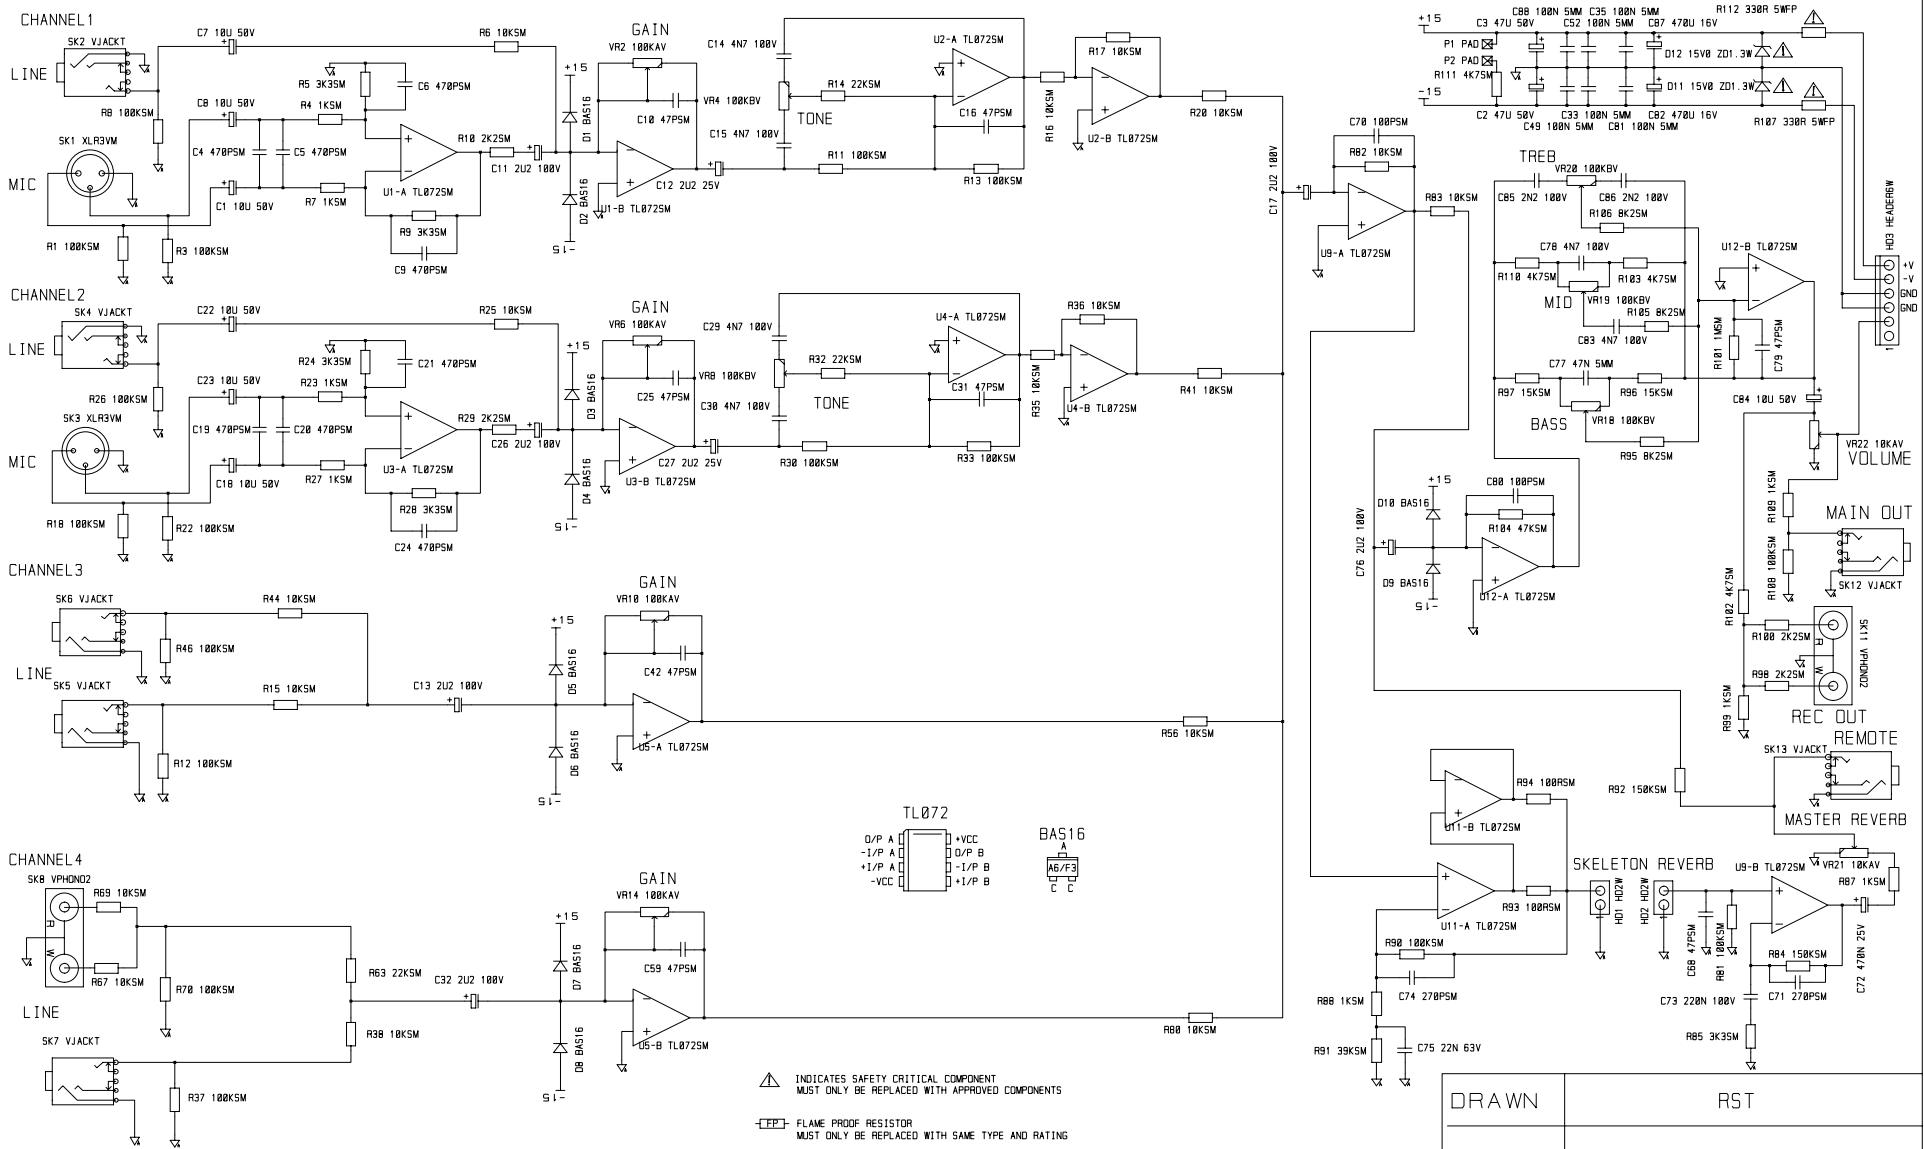 CHANNEL1
SK2 VJACKT
LINE
R8 100KSM
SK1 XLR3VM
MIC
R1 100KSM
R3 100KSM
C7 10U 50V
C8 10U 50V
C4 470PSM
C5 470PSM
C1 10U 50V
R5 3K3SM
R4 1KSM
R7 1KSM
C6 470PSM
U1-A TL072SM
R9 3K3SM
C9 470PSM
R6 10KSM
R10 2K2SM
C11 2U2 100V
+15
D1 BAS16
D2 BAS16
-15
GAIN
VR2 100KAV
C10 47PSM
U1-B TL072SM
C12 2U2 25V
C14 4N7 100V
VR4 100KBV
TONE
C15 4N7 100V
R14 22KSM
R11 100KSM
U2-A TL072SM
C16 47PSM
R13 100KSM
R16 10KSM
R17 10KSM
U2-B TL072SM
R20 10KSM
CHANNEL2
SK4 VJACKT
LINE
R26 100KSM
SK3 XLR3VM
MIC
R18 100KSM
R22 100KSM
C22 10U 50V
C23 10U 50V
C19 470PSM
C20 470PSM
C18 10U 50V
R24 3K3SM
R23 1KSM
R27 1KSM
C21 470PSM
U3-A TL072SM
R28 3K3SM
C24 470PSM
R25 10KSM
R29 2K2SM
C26 2U2 100V
+15
D3 BAS16
D4 BAS16
-15
GAIN
VR6 100KAV
C25 47PSM
U3-B TL072SM
C27 2U2 25V
C29 4N7 100V
VR8 100KBV
TONE
C30 4N7 100V
R32 22KSM
R30 100KSM
U4-A TL072SM
C31 47PSM
R33 100KSM
R35 10KSM
R36 10KSM
U4-B TL072SM
R41 10KSM
CHANNEL3
SK6 VJACKT
R46 100KSM
R44 10KSM
LINE
SK5 VJACKT
R15 10KSM
R12 100KSM
C13 2U2 100V
+15
D5 BAS16
D6 BAS16
-15
GAIN
VR10 100KAV
C42 47PSM
U5-A TL072SM
R56 10KSM
CHANNEL4
SK8 VPHONO2
R
W
R69 10KSM
R67 10KSM
R70 100KSM
LINE
SK7 VJACKT
R37 100KSM
R63 22KSM
R38 10KSM
C32 2U2 100V
+15
D7 BAS16
D8 BAS16
-15
GAIN
VR14 100KAV
C59 47PSM
U5-B TL072SM
R80 10KSM
TL072
O/P A
-I/P A
+I/P A
-VCC
+VCC
O/P B
-I/P B
+I/P B
BAS16
A
A6/F3
C C
! INDICATES SAFETY CRITICAL COMPONENT
MUST ONLY BE REPLACED WITH APPROVED COMPONENTS
FP FLAME PROOF RESISTOR
MUST ONLY BE REPLACED WITH SAME TYPE AND RATING
C17 2U2 100V
C70 100PSM
R82 10KSM
U9-A TL072SM
R83 10KSM
+15
-15
C88 100N 5MM
C35 100N 5MM
C3 47U 50V
C52 100N 5MM
C87 470U 16V
R112 330R 5WFP
P1 PAD
P2 PAD
R111 4K7SM
D12 15V0 ZD1.3W
D11 15V0 ZD1.3W
C2 47U 50V
C33 100N 5MM
C82 470U 16V
C49 100N 5MM
C81 100N 5MM
R107 330R 5WFP
TREB
VR20 100KBV
C85 2N2 100V
C86 2N2 100V
R106 8K2SM
C78 4N7 100V
R110 4K7SM
R103 4K7SM
MID
VR19 100KBV
R105 8K2SM
C83 4N7 100V
C77 47N 5MM
R97 15KSM
R96 15KSM
VR18 100KBV
BASS
R95 8K2SM
U12-B TL072SM
R101 1MSM
C79 47PSM
C84 10U 50V
HD3 HEADER6W
+V
-V
GND
GND
1
VR22 10KAV
VOLUME
R109 1KSM
R108 100KSM
MAIN OUT
SK12 VJACKT
C76 2U2 100V
+15
D10 BAS16
D9 BAS16
-15
C80 100PSM
R104 47KSM
U12-A TL072SM
R102 4K7SM
R100 2K2SM
R98 2K2SM
R99 1KSM
R
W
SK11 VPHONO2
REC OUT
REMOTE
SK13 VJACKT
R92 150KSM
MASTER REVERB
VR21 10KAV
R87 1KSM
R94 100RSM
U11-B TL072SM
U11-A TL072SM
R93 100RSM
R90 100KSM
C74 270PSM
R88 1KSM
R91 39KSM
C75 22N 63V
SKELETON REVERB
HD1 HD2W
1
HD2 HD2W
1
C68 47PSM
R81 100KSM
U9-B TL072SM
R84 150KSM
C71 270PSM
C72 470N 25V
C73 220N 100V
R85 3K3SM
DRAWN
RST